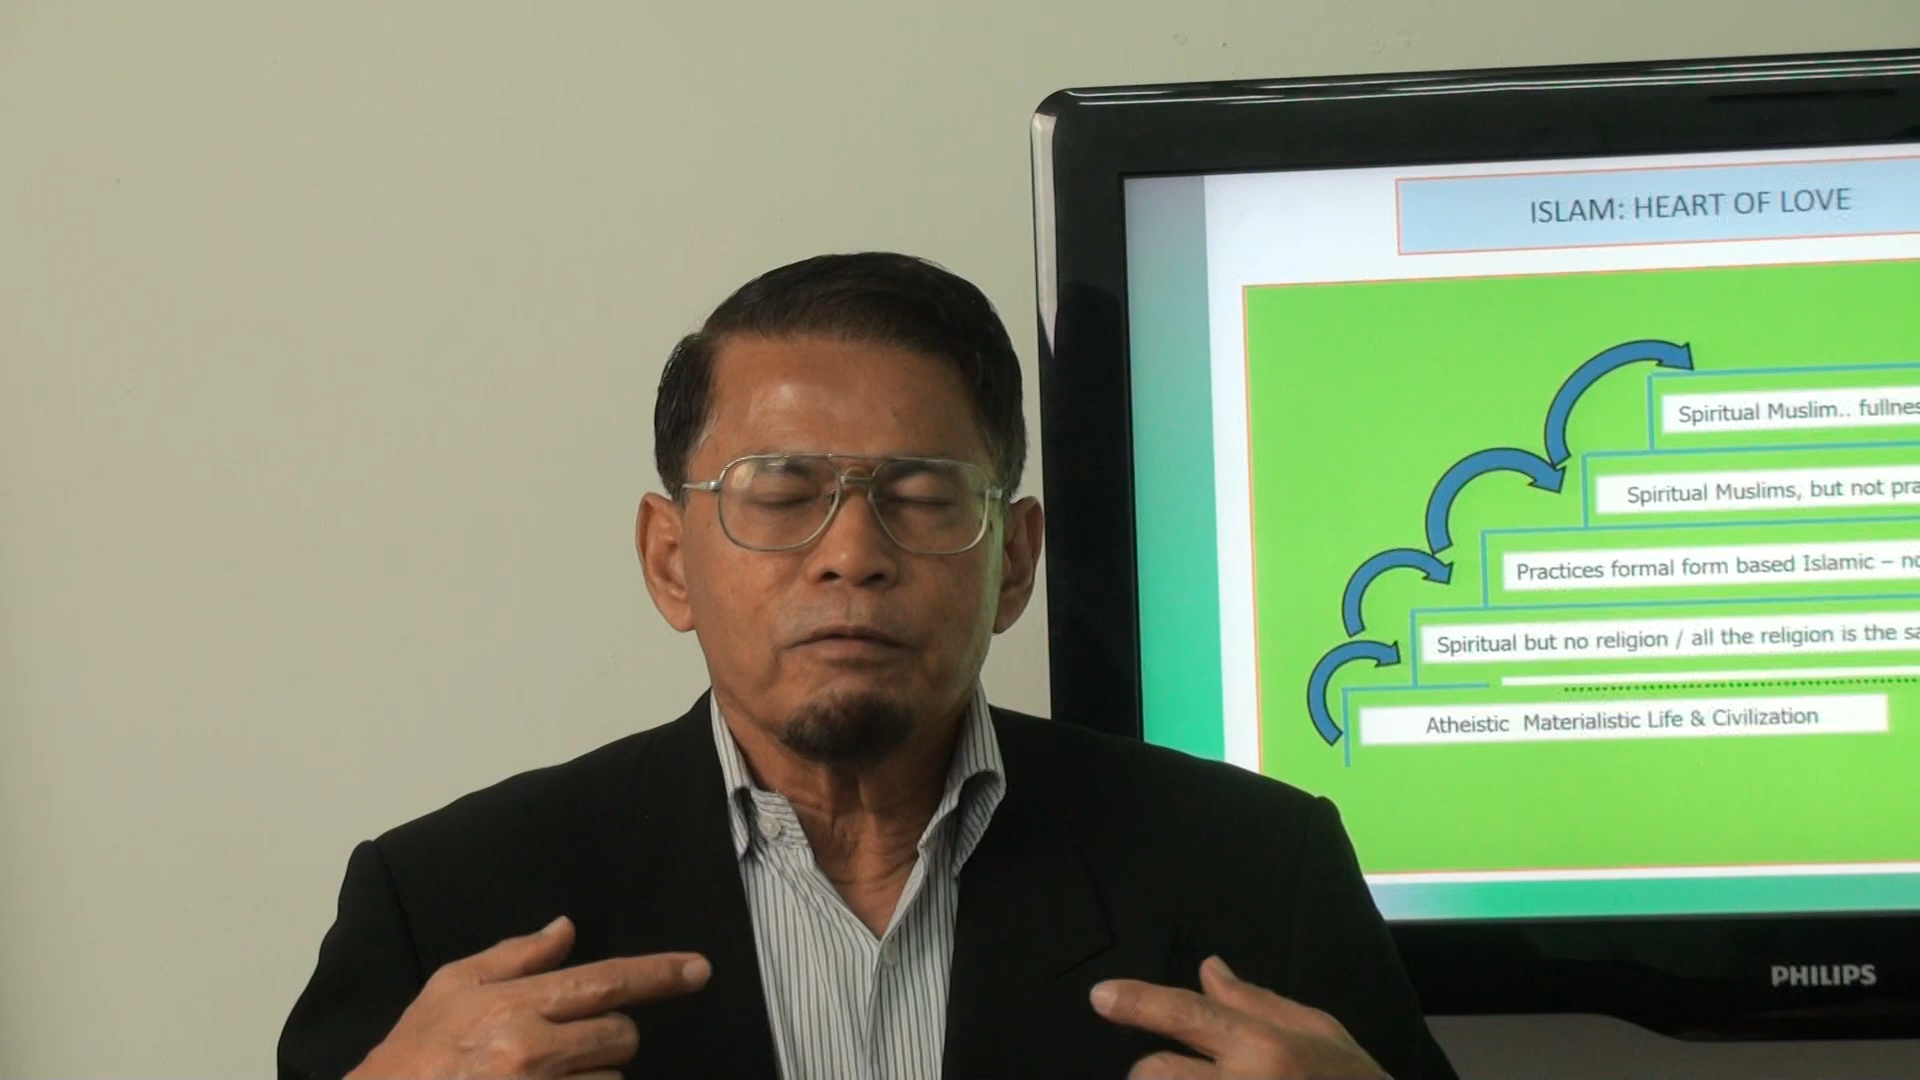 ISLAM: HEART OF LOVE
Spiritual Muslim.. fullnes
Spiritual Muslims, but not pra
Practices formal form based Islamic – no
Spiritual but no religion / all the religion is the sa
Atheistic Materialistic Life & Civilization
PHILIPS